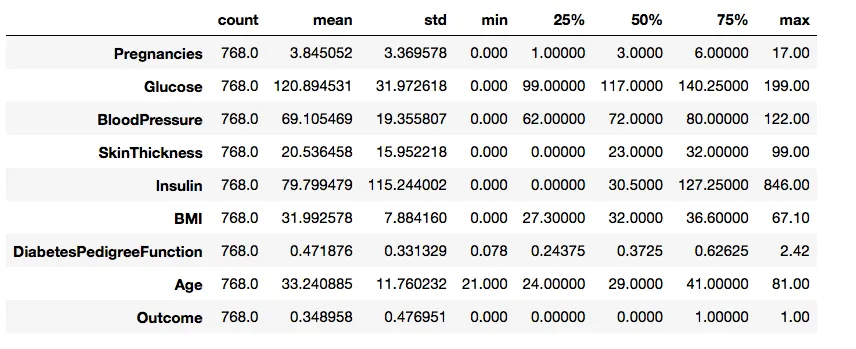 count mean std min 25% 50% 75% max
Pregnancies 768.0 3.845052 3.369578 0.000 1.00000 3.0000 6.00000 17.00
Glucose 768.0 120.894531 31.972618 0.000 99.00000 117.0000 140.25000 199.00
BloodPressure 768.0 69.105469 19.355807 0.000 62.00000 72.0000 80.00000 122.00
SkinThickness 768.0 20.536458 15.952218 0.000 0.00000 23.0000 32.00000 99.00
Insulin 768.0 79.799479 115.244002 0.000 0.00000 30.5000 127.25000 846.00
BMI 768.0 31.992578 7.884160 0.000 27.30000 32.0000 36.60000 67.10
DiabetesPedigreeFunction 768.0 0.471876 0.331329 0.078 0.24375 0.3725 0.62625 2.42
Age 768.0 33.240885 11.760232 21.000 24.00000 29.0000 41.00000 81.00
Outcome 768.0 0.348958 0.476951 0.000 0.00000 0.0000 1.00000 1.00